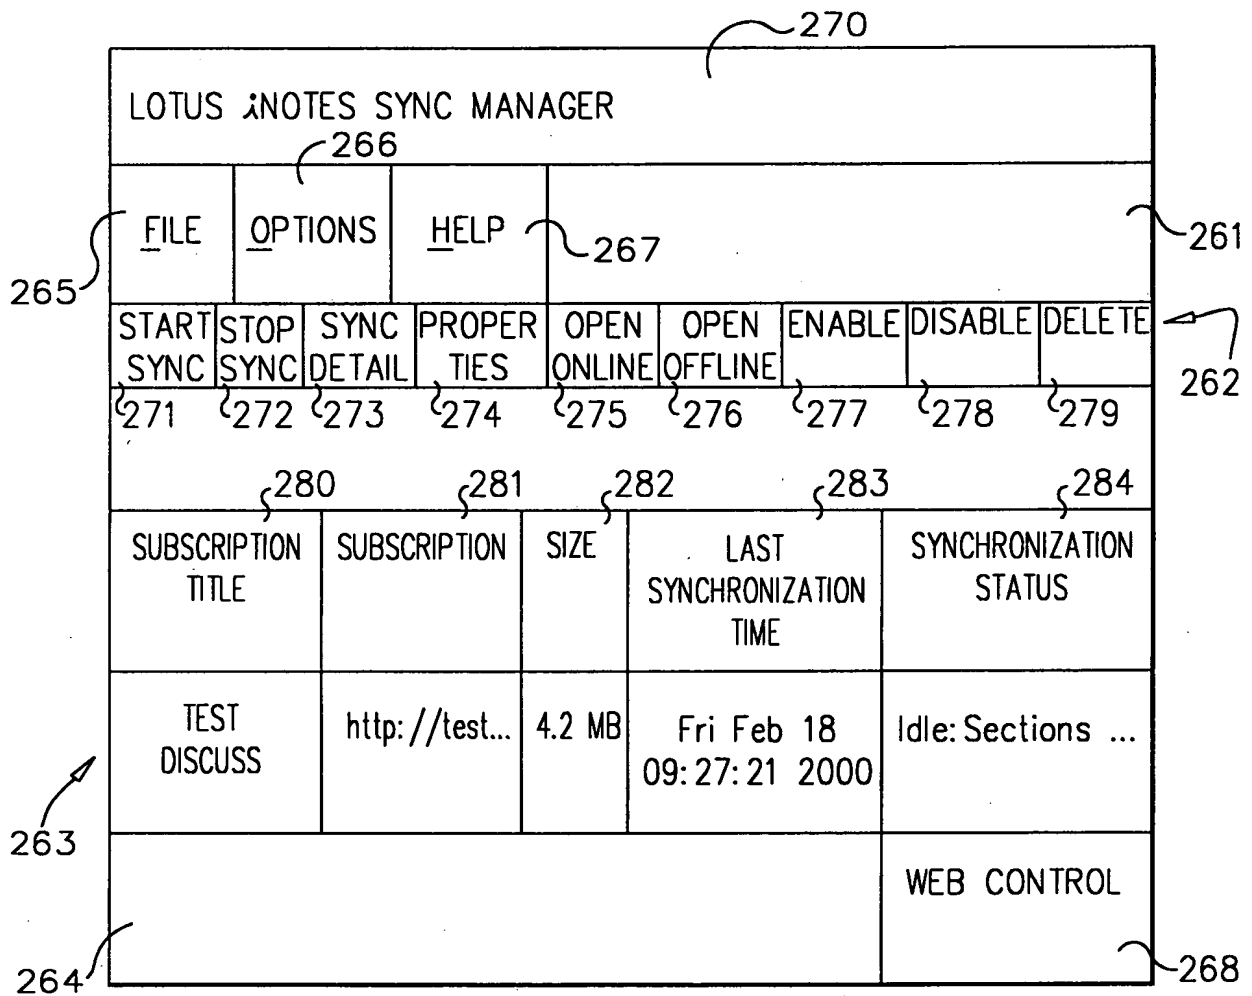 270
LOTUS iNOTES SYNC MANAGER
266
FILE OPTIONS HELP
265 267 261
START SYNC STOP SYNC SYNC DETAIL PROPER TIES OPEN ONLINE OPEN OFFLINE ENABLE DISABLE DELETE
262
271 272 273 274 275 276 277 278 279
280 281 282 283 284
SUBSCRIPTION TITLE SUBSCRIPTION SIZE LAST SYNCHRONIZATION TIME SYNCHRONIZATION STATUS
TEST DISCUSS http://test... 4.2 MB Fri Feb 18 09:27:21 2000 Idle: Sections ...
263
WEB CONTROL
264 268